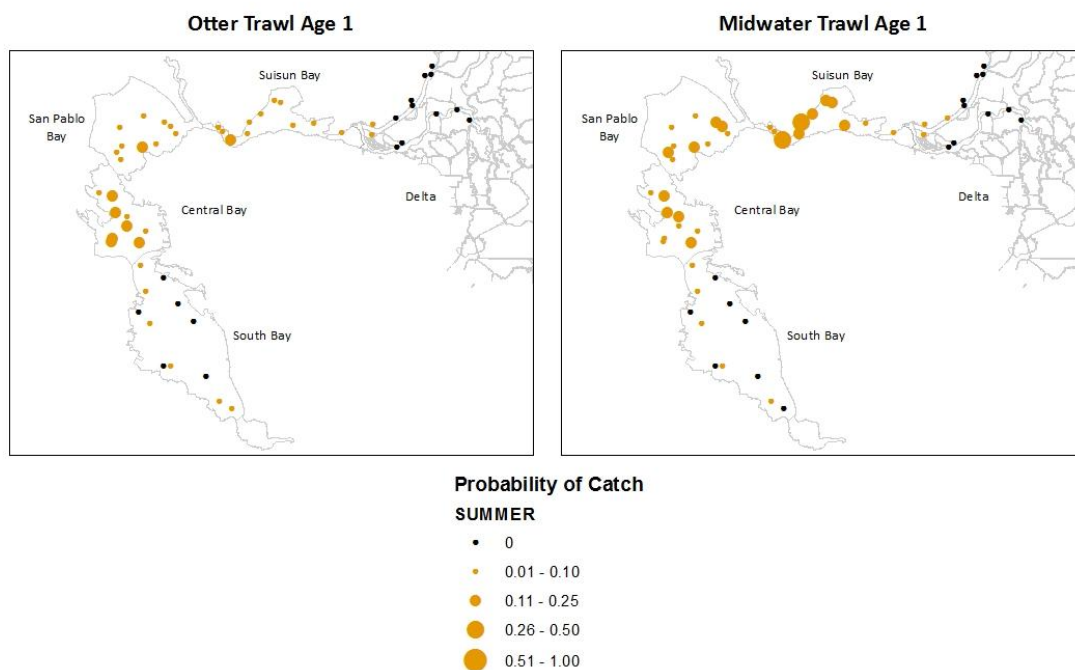 Otter Trawl Age 1
Suisun Bay
San Pablo
Bay
Central Bay
Delta
South Bay
Midwater Trawl Age 1
Suisun Bay
San Pablo
Bay
Central Bay
Delta
South Bay
Probability of Catch
SUMMER
0
0.01 - 0.10
0.11 - 0.25
0.26 - 0.50
0.51 - 1.00